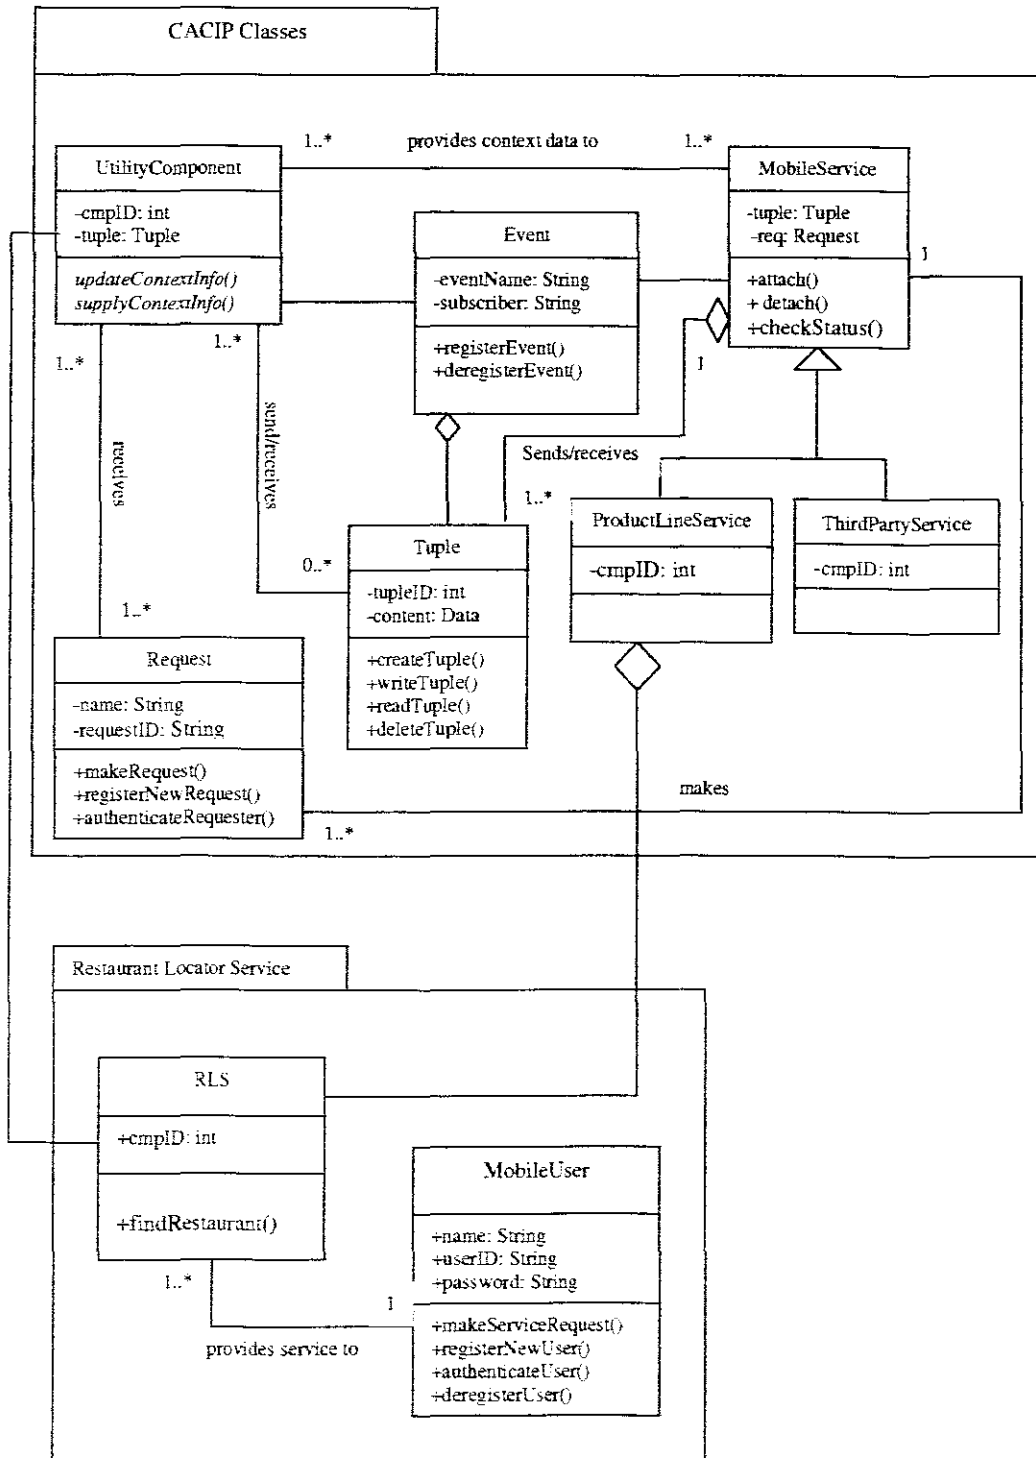 CACIP Classes
1..*
provides context data to
1..*
UtilityComponent
-cmpID: int
-tuple: Tuple
updateContextInfo()
supplyContextInfo()
MobileService
-tuple: Tuple
-req: Request
+attach()
+ detach()
+checkStatus()
1
Event
-eventName: String
-subscriber: String
+registerEvent()
+deregisterEvent()
1..*
1..*
1
receives
send/receives
Sends/receives
1..*
0..*
1..*
Tuple
-tupleID: int
-content: Data
+createTuple()
+writeTuple()
+readTuple()
+deleteTuple()
ProductLineService
-cmpID: int
ThirdPartyService
-cmpID: int
Request
-name: String
-requestID: String
+makeRequest()
+registerNewRequest()
+authenticateRequester()
1..*
makes
Restaurant Locator Service
RLS
+cmpID: int
+findRestaurant()
1..*
1
provides service to
MobileUser
+name: String
+userID: String
+password: String
+makeServiceRequest()
+registerNewUser()
+authenticateUser()
+deregisterUser()